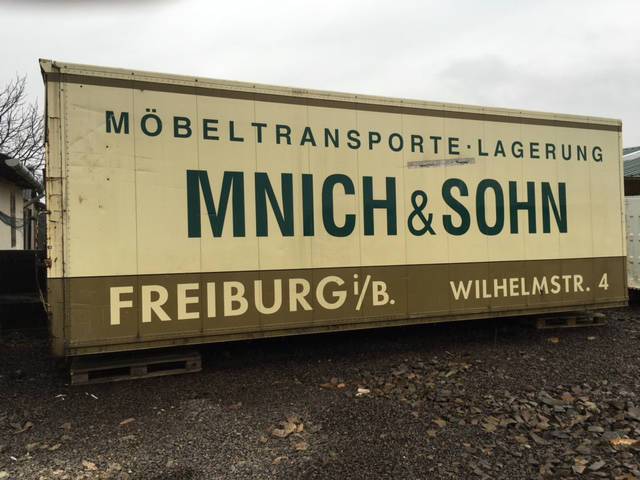 MÖBELTRANSPORTE · LAGERUNG
MNICH & SOHN
FREIBURG i/B. WILHELMSTR. 4